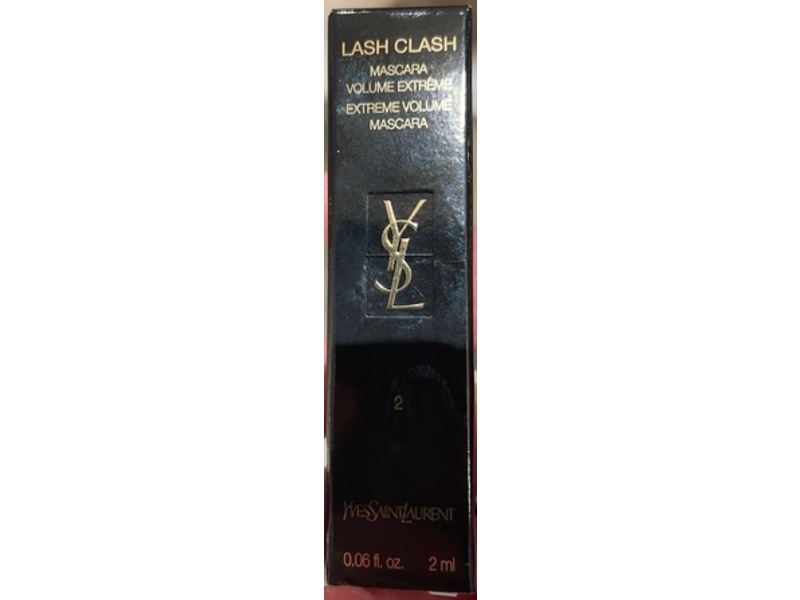 LASH CLASH
MASCARA
VOLUME EXTRÊME
EXTREME VOLUME
MASCARA
YSL
2
YVESSAINTLAURENT
0.06 fl. oz. 2 ml